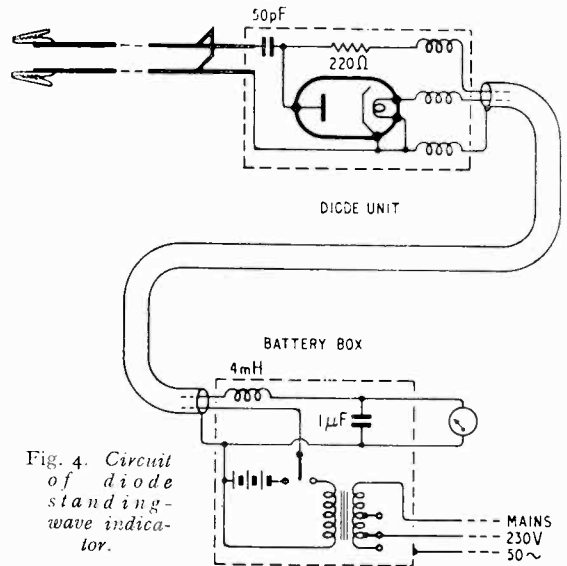 50pF
220Ω
DIODE UNIT
BATTERY BOX
4mH
1μF
Fig. 4. Circuit
of diode
standing-
wave indica-
tor.
MAINS
230V
50~